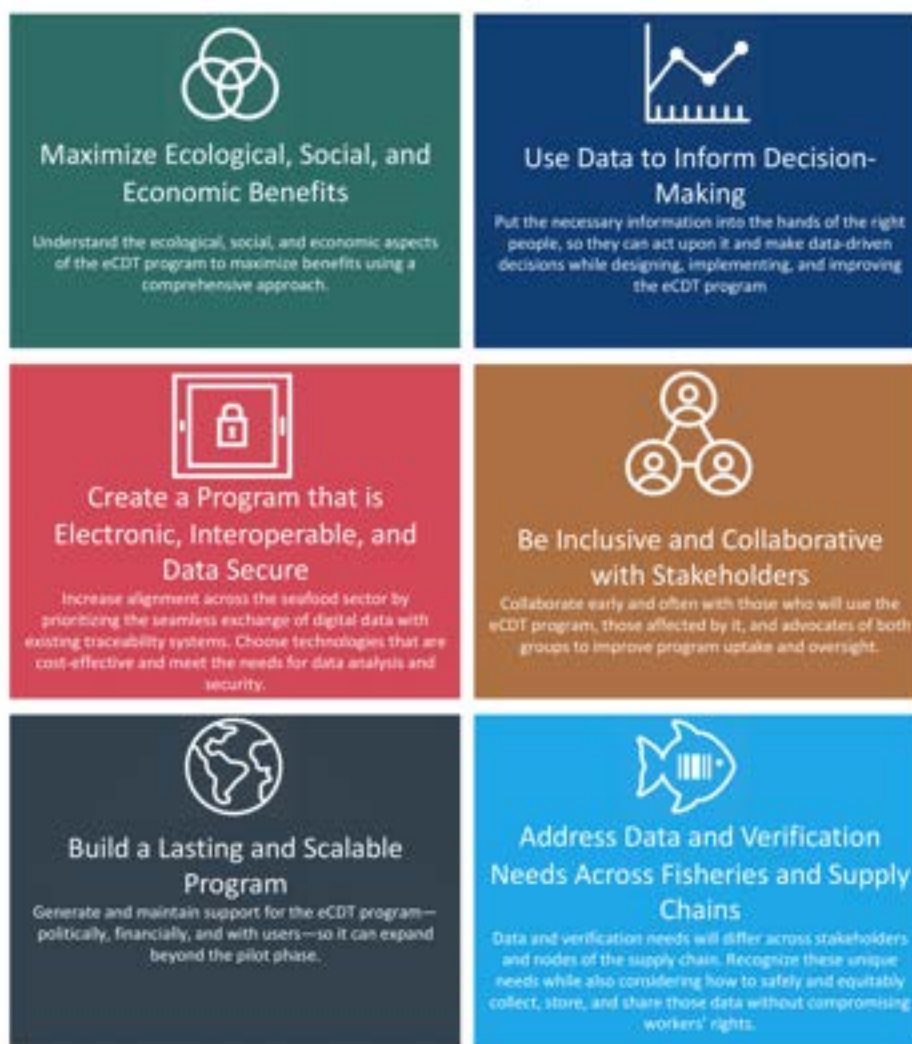 Maximize Ecological, Social, and
Economic Benefits
Understand the ecological, social, and economic aspects
of the eCDT program to maximize benefits using a
comprehensive approach.
Use Data to Inform Decision-
Making
Put the necessary information into the hands of the right
people, so they can act upon it and make data-driven
decisions while designing, implementing, and improving
the eCDT program
Create a Program that is
Electronic, Interoperable, and
Data Secure
Increase alignment across the seafood sector by
prioritizing the seamless exchange of digital data with
existing traceability systems. Choose technologies that are
cost-effective and meet the needs for data analysis and
security.
Be Inclusive and Collaborative
with Stakeholders
Collaborate early and often with those who will use the
eCDT program, those affected by it, and advocates of both
groups to improve program uptake and oversight.
Build a Lasting and Scalable
Program
Generate and maintain support for the eCDT program—
politically, financially, and with users—so it can expand
beyond the pilot phase.
Address Data and Verification
Needs Across Fisheries and Supply
Chains
Data and verification needs will differ across stakeholders
and nodes of the supply chain. Recognize these unique
needs while also considering how to safely and equitably
collect, store, and share those data without compromising
workers' rights.